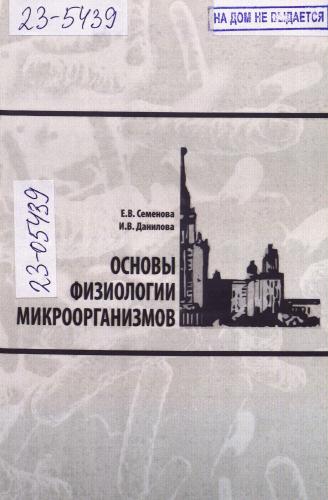 23-5439
НА ДОМ НЕ ВЫДАЕТСЯ
23-05439
Е.В. Семенова
И.В. Данилова
ОСНОВЫ
ФИЗИОЛОГИИ
МИКРООРГАНИЗМОВ